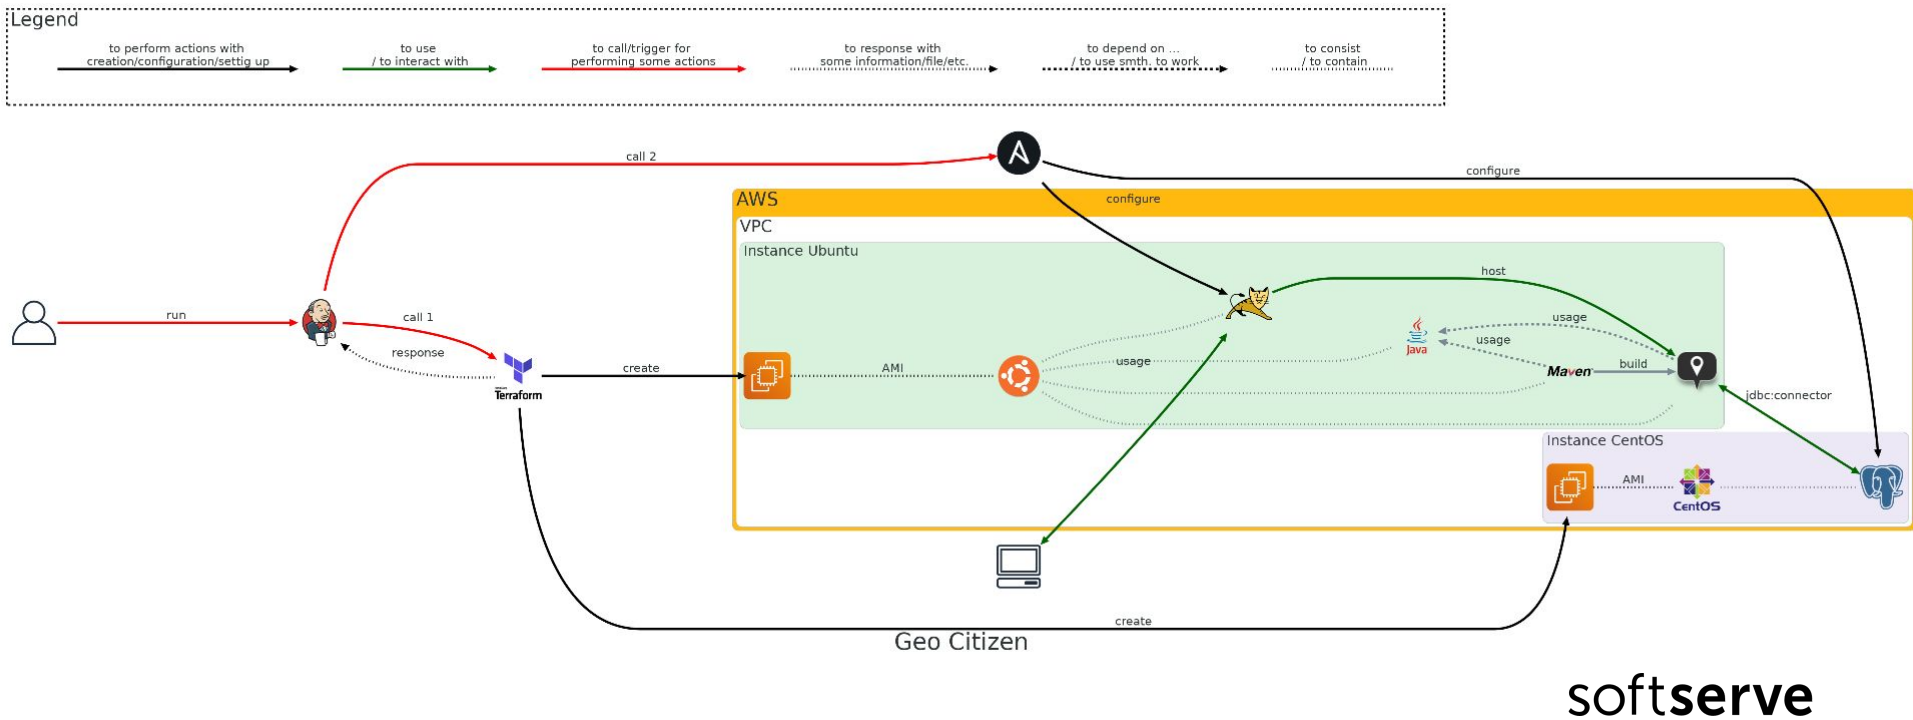 Legend
to perform actions with
creation/configuration/settig up
to use
/ to interact with
to call/trigger for
performing some actions
to response with
some information/file/etc.
to depend on ...
/ to use smth. to work
to consist
/ to contain
call 2
configure
configure
AWS
VPC
Instance Ubuntu
host
run
call 1
response
Terraform
create
AMI
usage
usage
usage
Java
Maven
build
jdbc:connector
Instance CentOS
AMI
CentOS
create
Geo Citizen
softserve